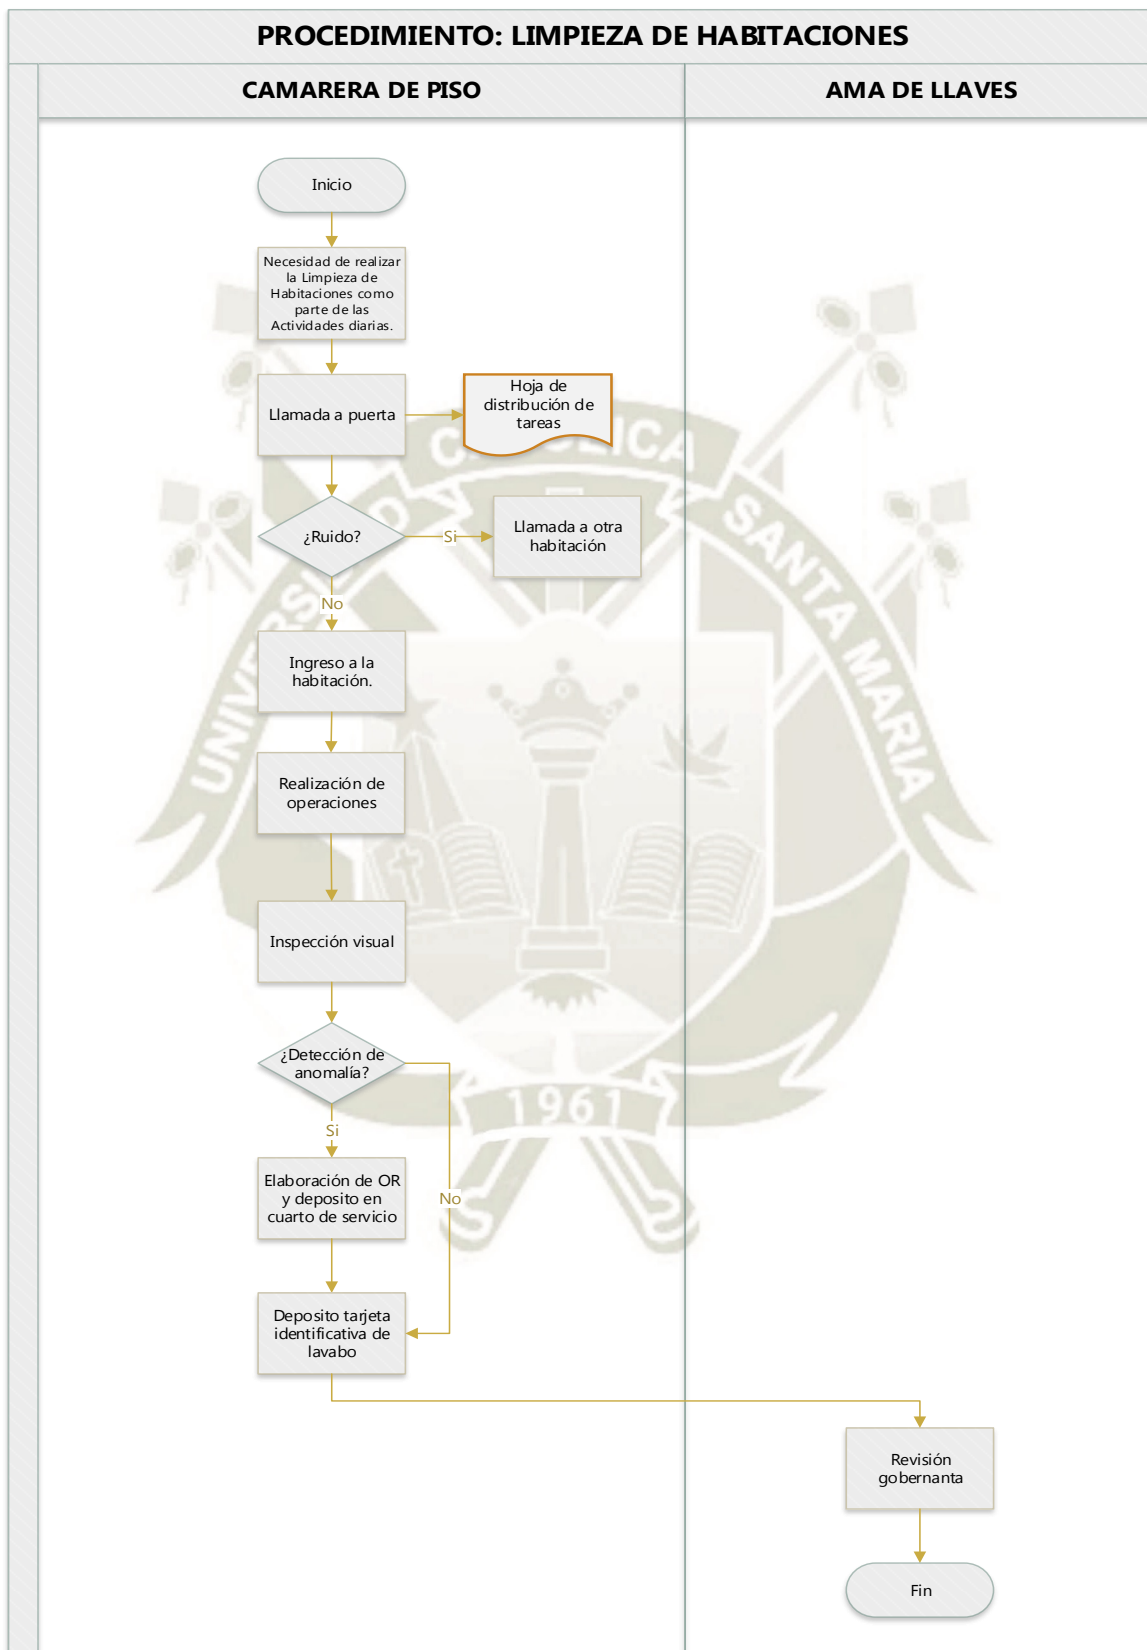 PROCEDIMIENTO: LIMPIEZA DE HABITACIONES
CAMARERA DE PISO
AMA DE LLAVES
Inicio
Necesidad de realizar
la Limpieza de
Habitaciones como
parte de las
Actividades diarias.
Llamada a puerta
Hoja de
distribución de
tareas
¿Ruido?
Si
Llamada a otra
habitación
No
Ingreso a la
habitación.
Realización de
operaciones
Inspección visual
¿Detección de
anomalía?
Si
No
Elaboración de OR
y deposito en
cuarto de servicio
Deposito tarjeta
identificativa de
lavabo
Revisión
gobernanta
Fin
SANTA MARIA
1961